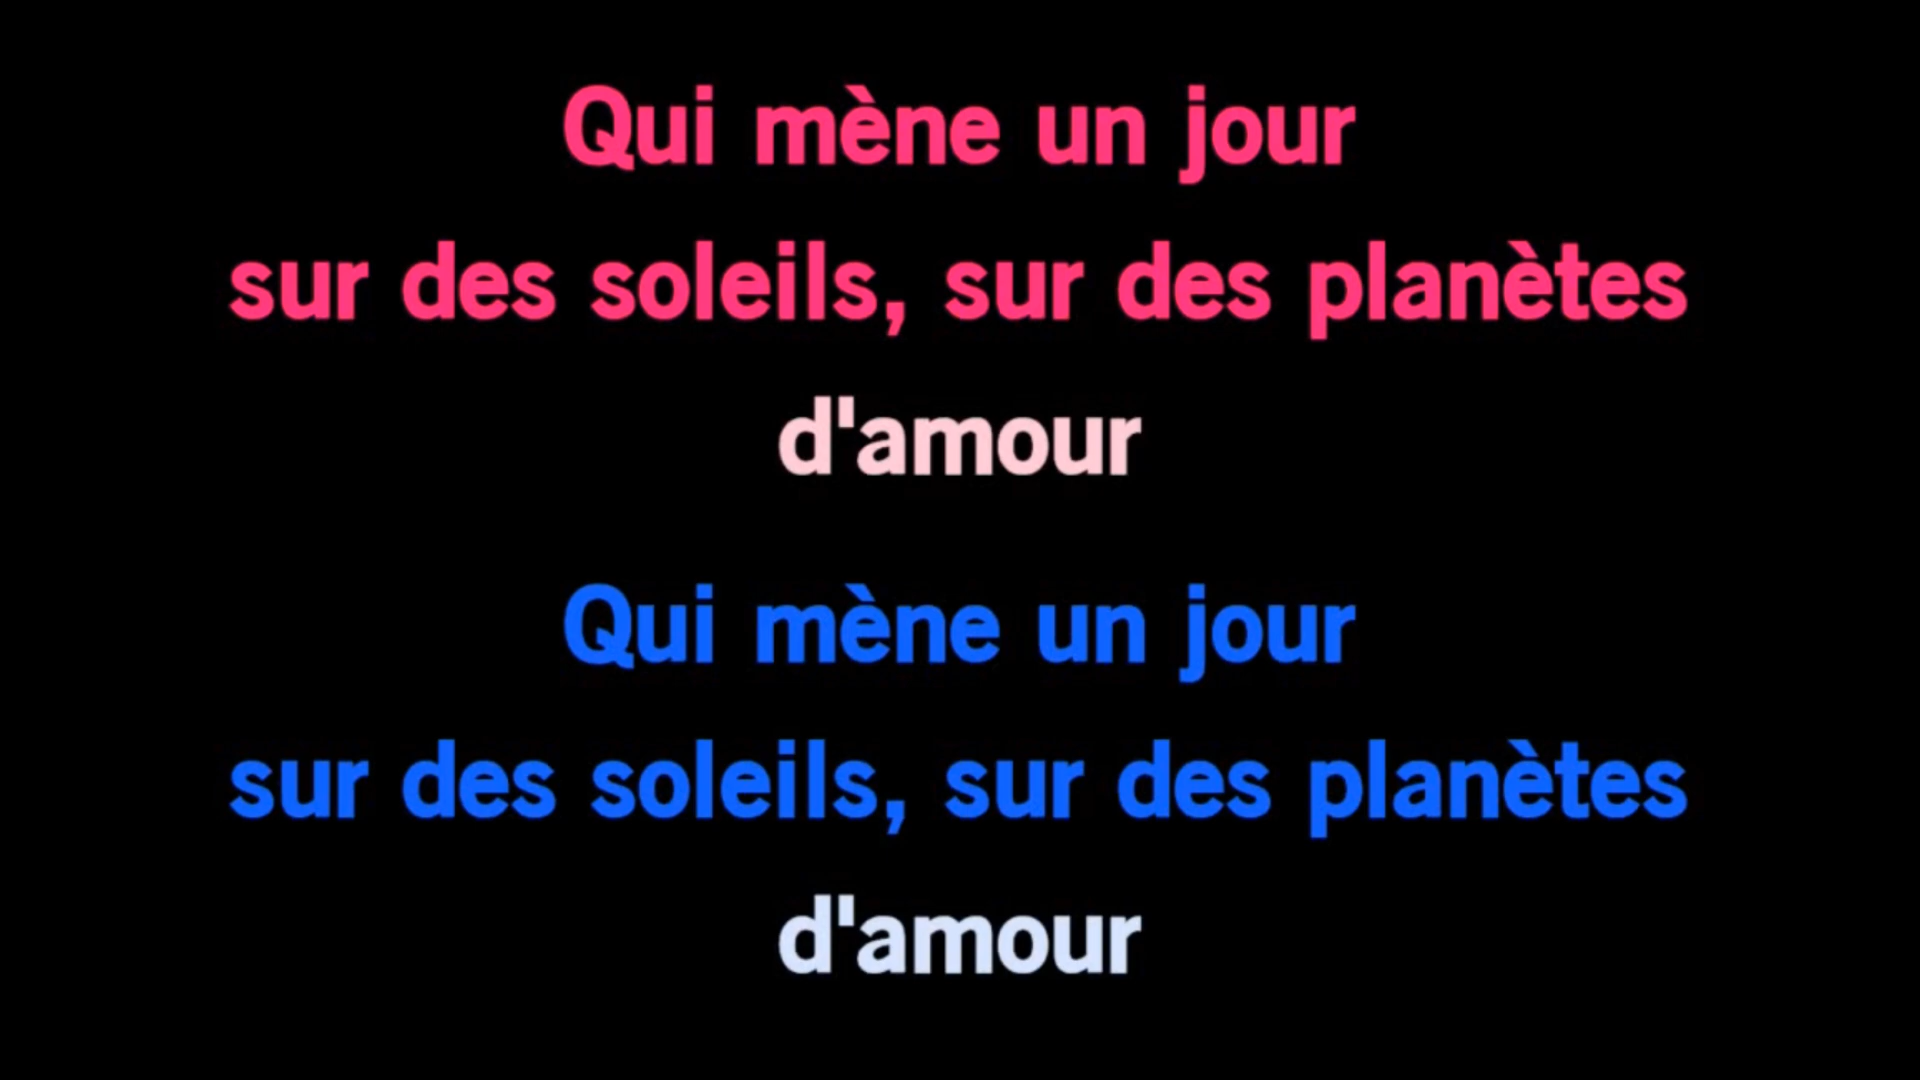 Qui mène un jour
sur des soleils, sur des planètes
d'amour
Qui mène un jour
sur des soleils, sur des planètes
d'amour